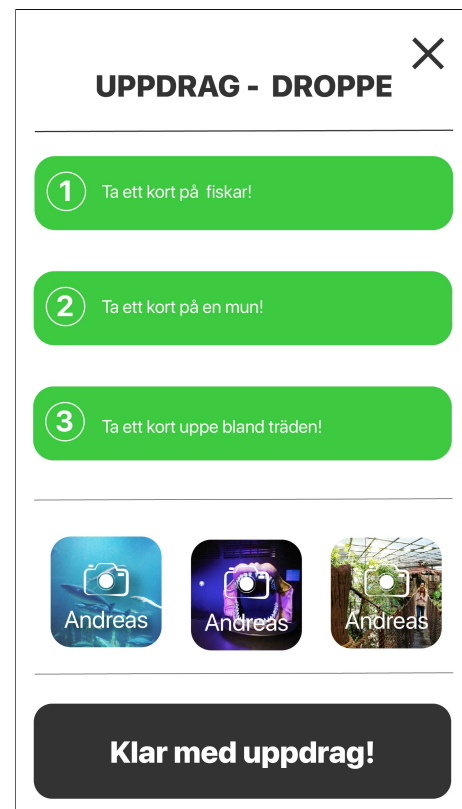 UPPDRAG - DROPPE
1 Ta ett kort på fiskar!
2 Ta ett kort på en mun!
3 Ta ett kort uppe bland träden!
Andreas Andreas Andreas
Klar med uppdrag!